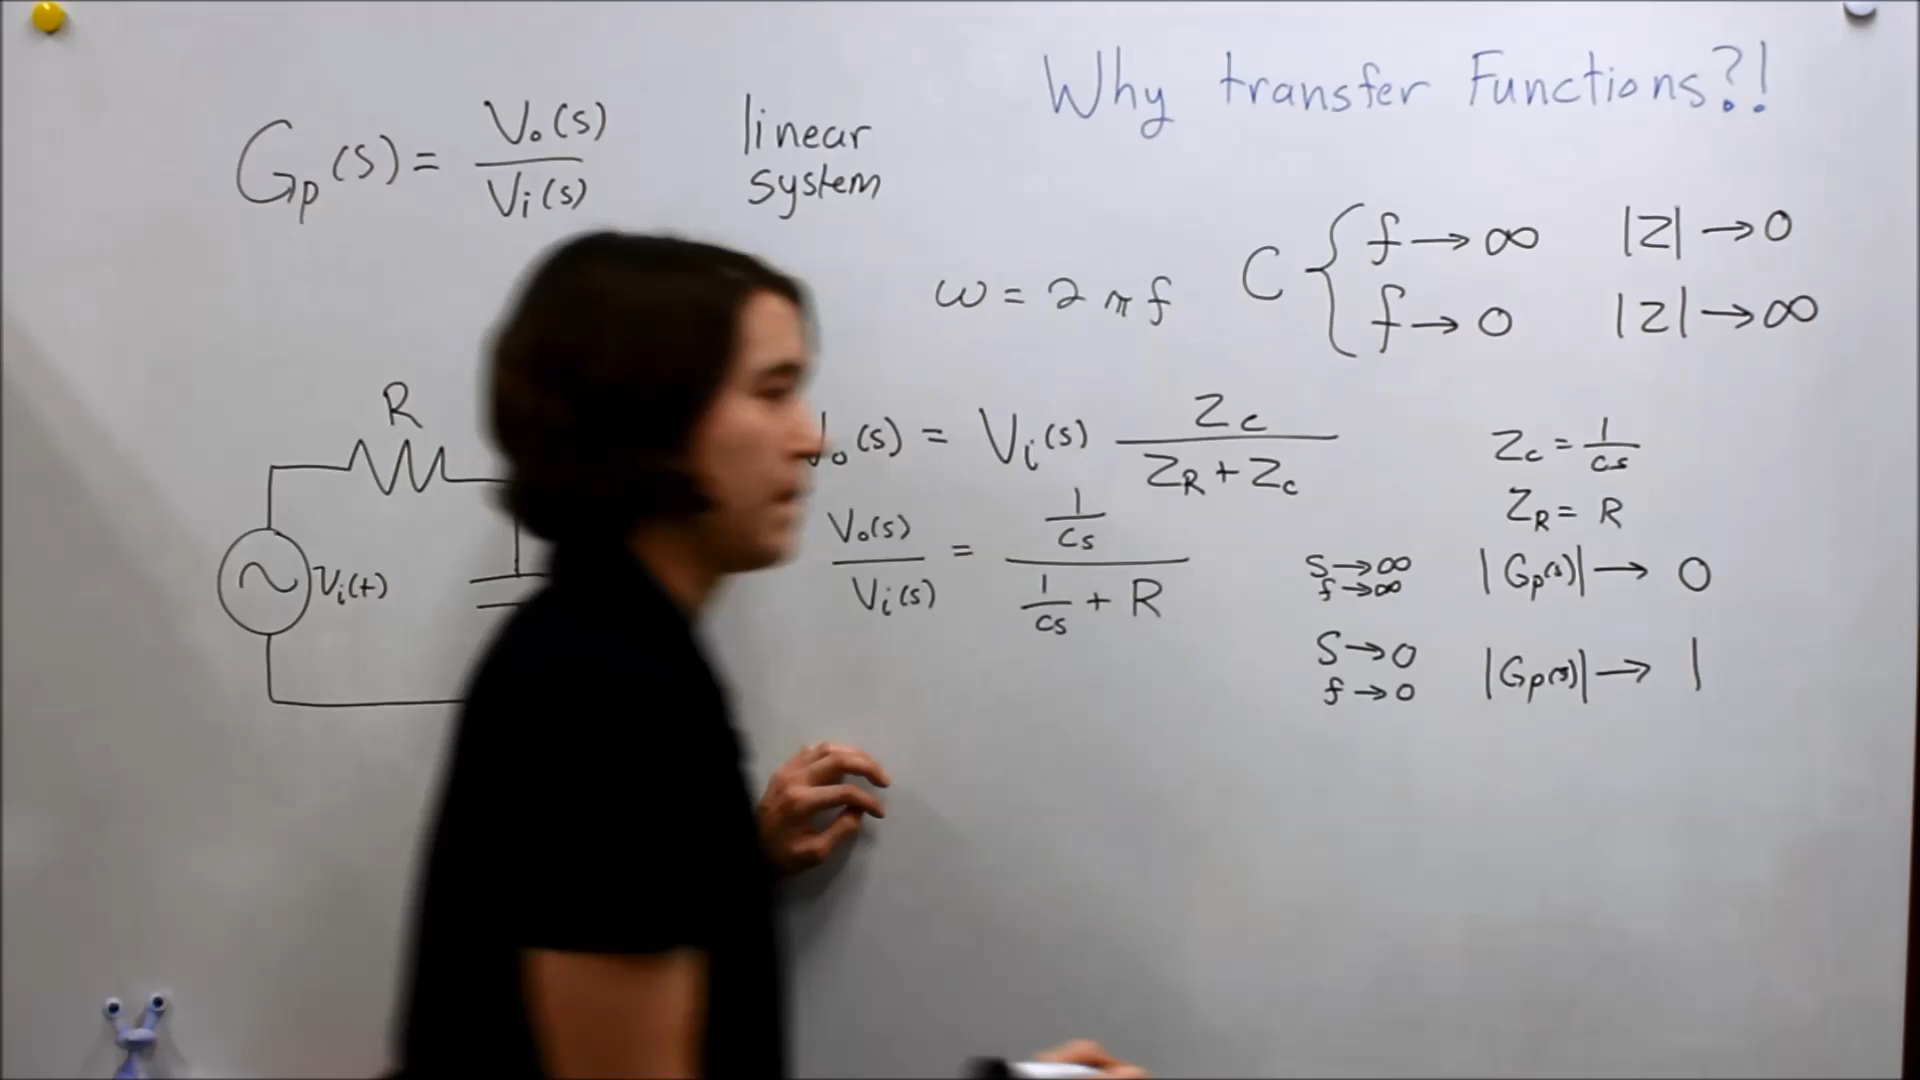 Why transfer Functions?!
Gp(s) = Vo(s) / Vi(s)
linear
system
ω = 2πf
C { f → ∞ |Z| → 0
f → 0 |Z| → ∞
R
Vi(t)
Vo(s) = Vi(s) Zc / (ZR + Zc)
Zc = 1/cs
ZR = R
Vo(s) / Vi(s) = (1/cs) / (1/cs + R)
S → ∞
f → ∞
|Gp(s)| → 0
S → 0
f → 0
|Gp(s)| → 1